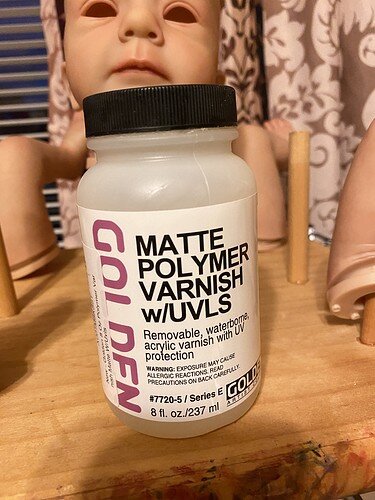 GOLDEN
MATTE
POLYMER
VARNISH
w/UVLS
Removable, waterborne,
acrylic varnish with UV
protection
WARNING: EXPOSURE MAY CAUSE
ALLERGIC REACTIONS. READ
PRECAUTIONS ON BACK CAREFULLY.
#7720-5 / Series E
8 fl. oz./237 ml
GOLDEN